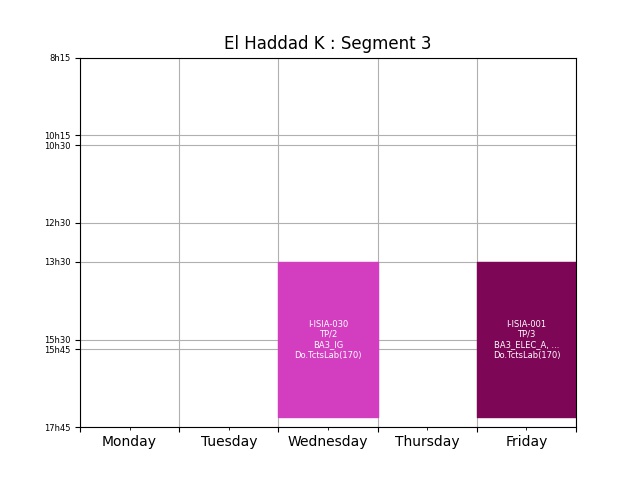 El Haddad K : Segment 3
8h15
10h15
10h30
12h30
13h30
15h30
15h45
17h45
I-ISIA-030
TP/2
BA3_IG
Do.TctsLab(170)
I-ISIA-001
TP/3
BA3_ELEC_A, ...
Do.TctsLab(170)
Monday
Tuesday
Wednesday
Thursday
Friday